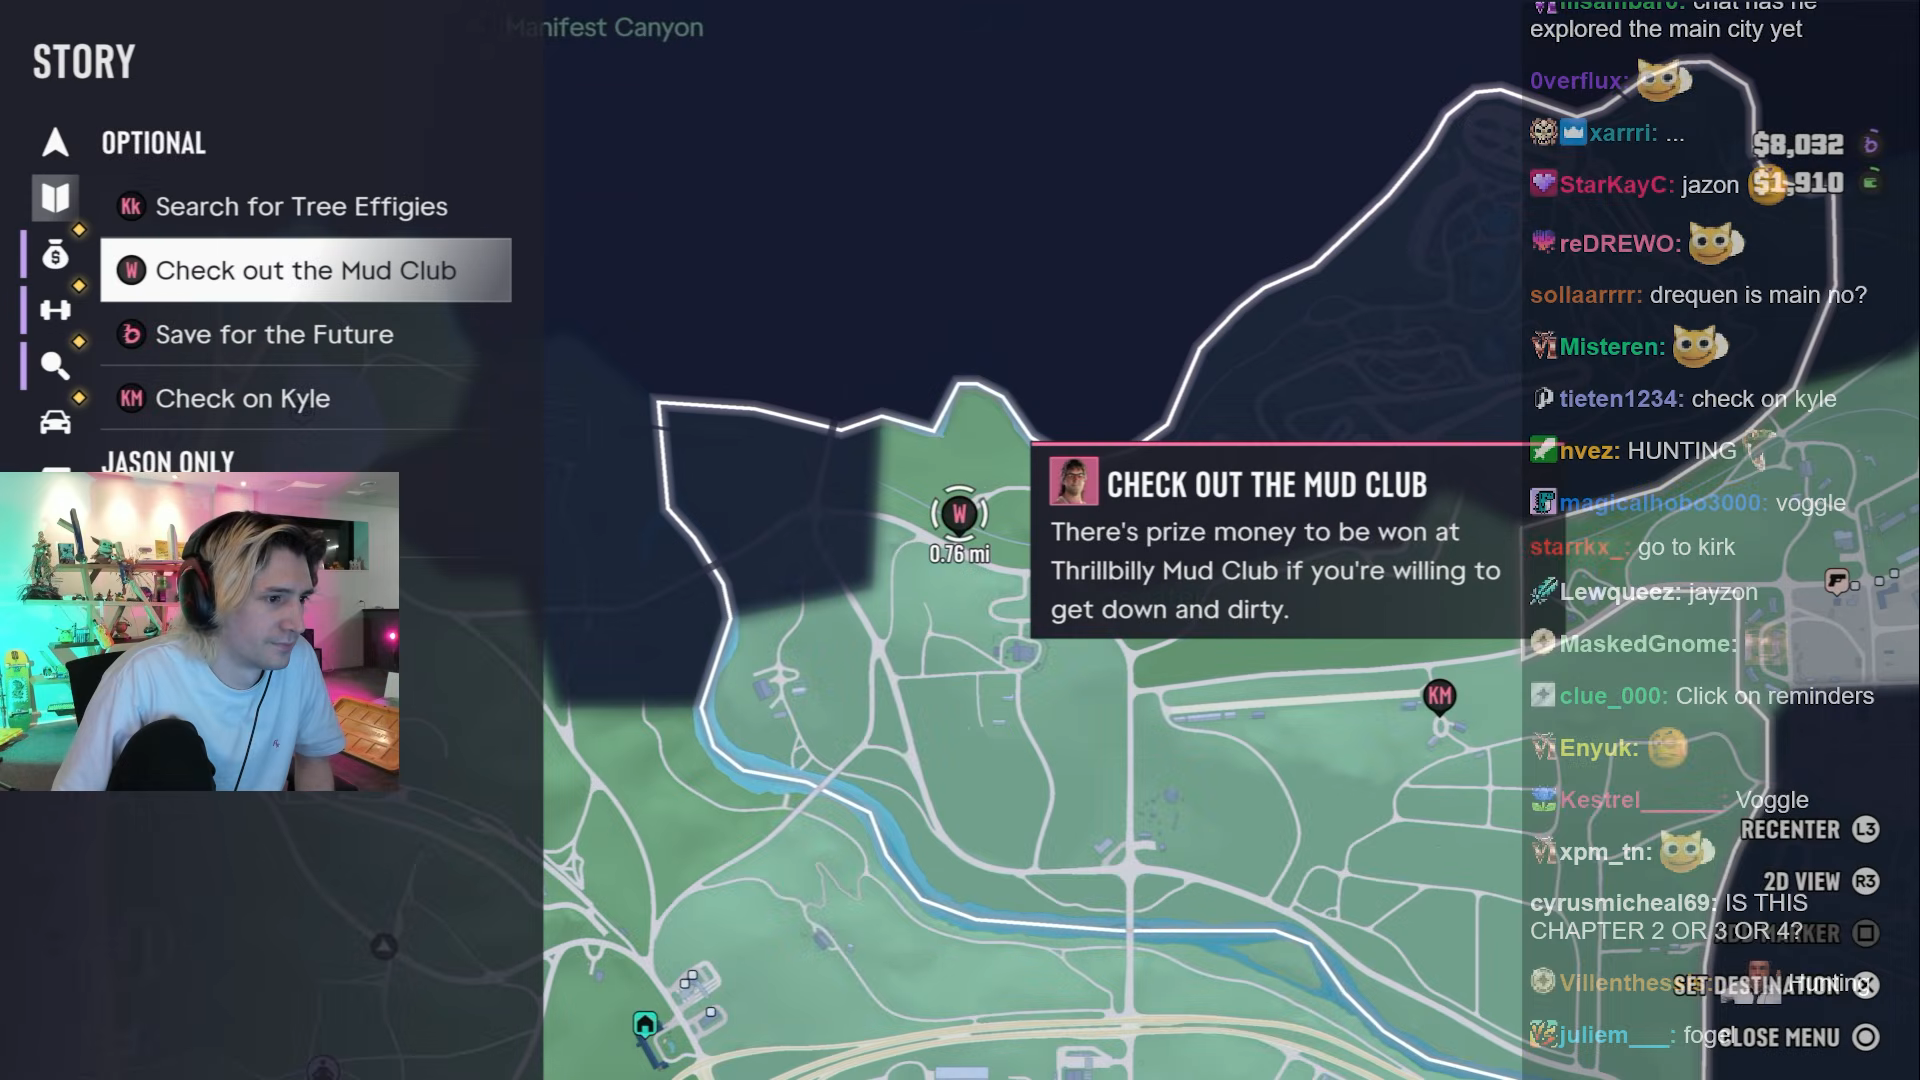 STORY
OPTIONAL
Kk Search for Tree Effigies
W Check out the Mud Club
Save for the Future
KM Check on Kyle
JASON ONLY
Manifest Canyon
W
0.76 mi
CHECK OUT THE MUD CLUB
There's prize money to be won at
Thrillbilly Mud Club if you're willing to
get down and dirty.
KM
$8,032
$1,910
chat has he
explored the main city yet
0verflux:
xarrri: ...
StarKayC: jazon
reDREWO:
sollaarrrr: drequen is main no?
Misteren:
tieten1234: check on kyle
nvez: HUNTING
magicalhobo3000: voggle
starrkx_: go to kirk
Lewqueez: jayzon
MaskedGnome:
clue_000: Click on reminders
Enyuk:
Kestrel_______: Voggle
xpm_tn:
cyrusmicheal69: IS THIS
CHAPTER 2 OR 3 OR 4?
Hunting
juliem___:
RECENTER L3
2D VIEW R3
SET DESTINATION
CLOSE MENU